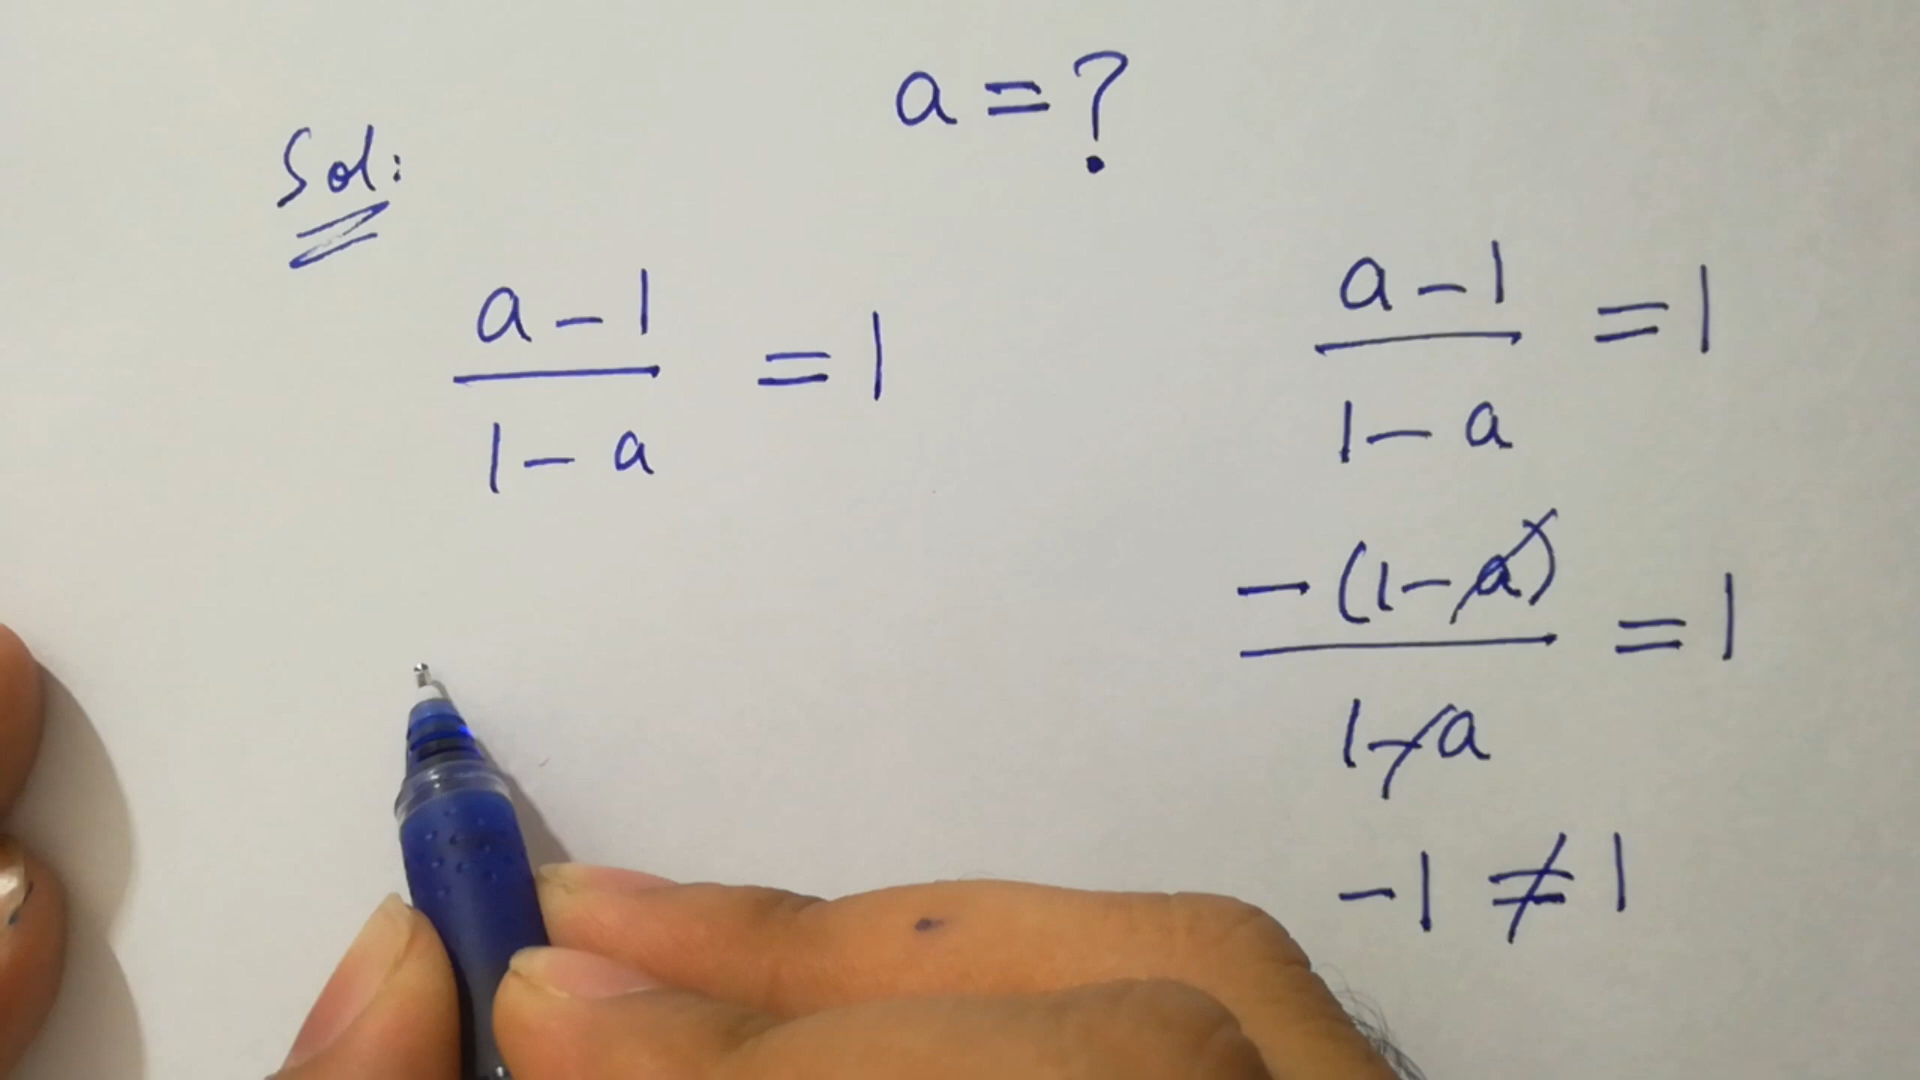 a = ?
Sol:
a - 1
= 1
1 - a
a - 1
= 1
1 - a
- (1 - a)
= 1
1 - a
-1 ≠ 1